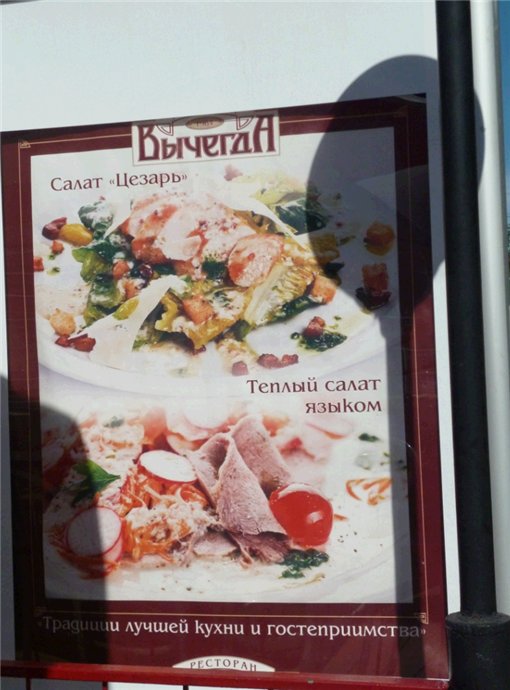 Вычегда
Салат «Цезарь»
Теплый салат
языком
«Традиции лучшей кухни и гостеприимства»
РЕСТОРАН